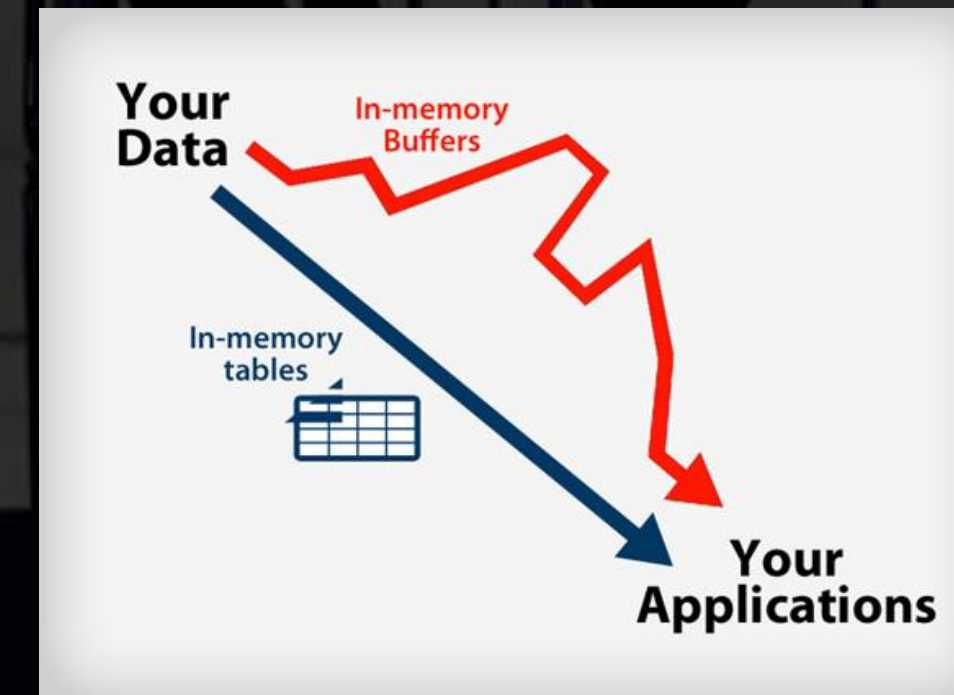 Your
Data
In-memory
Buffers
In-memory
tables
Your
Applications